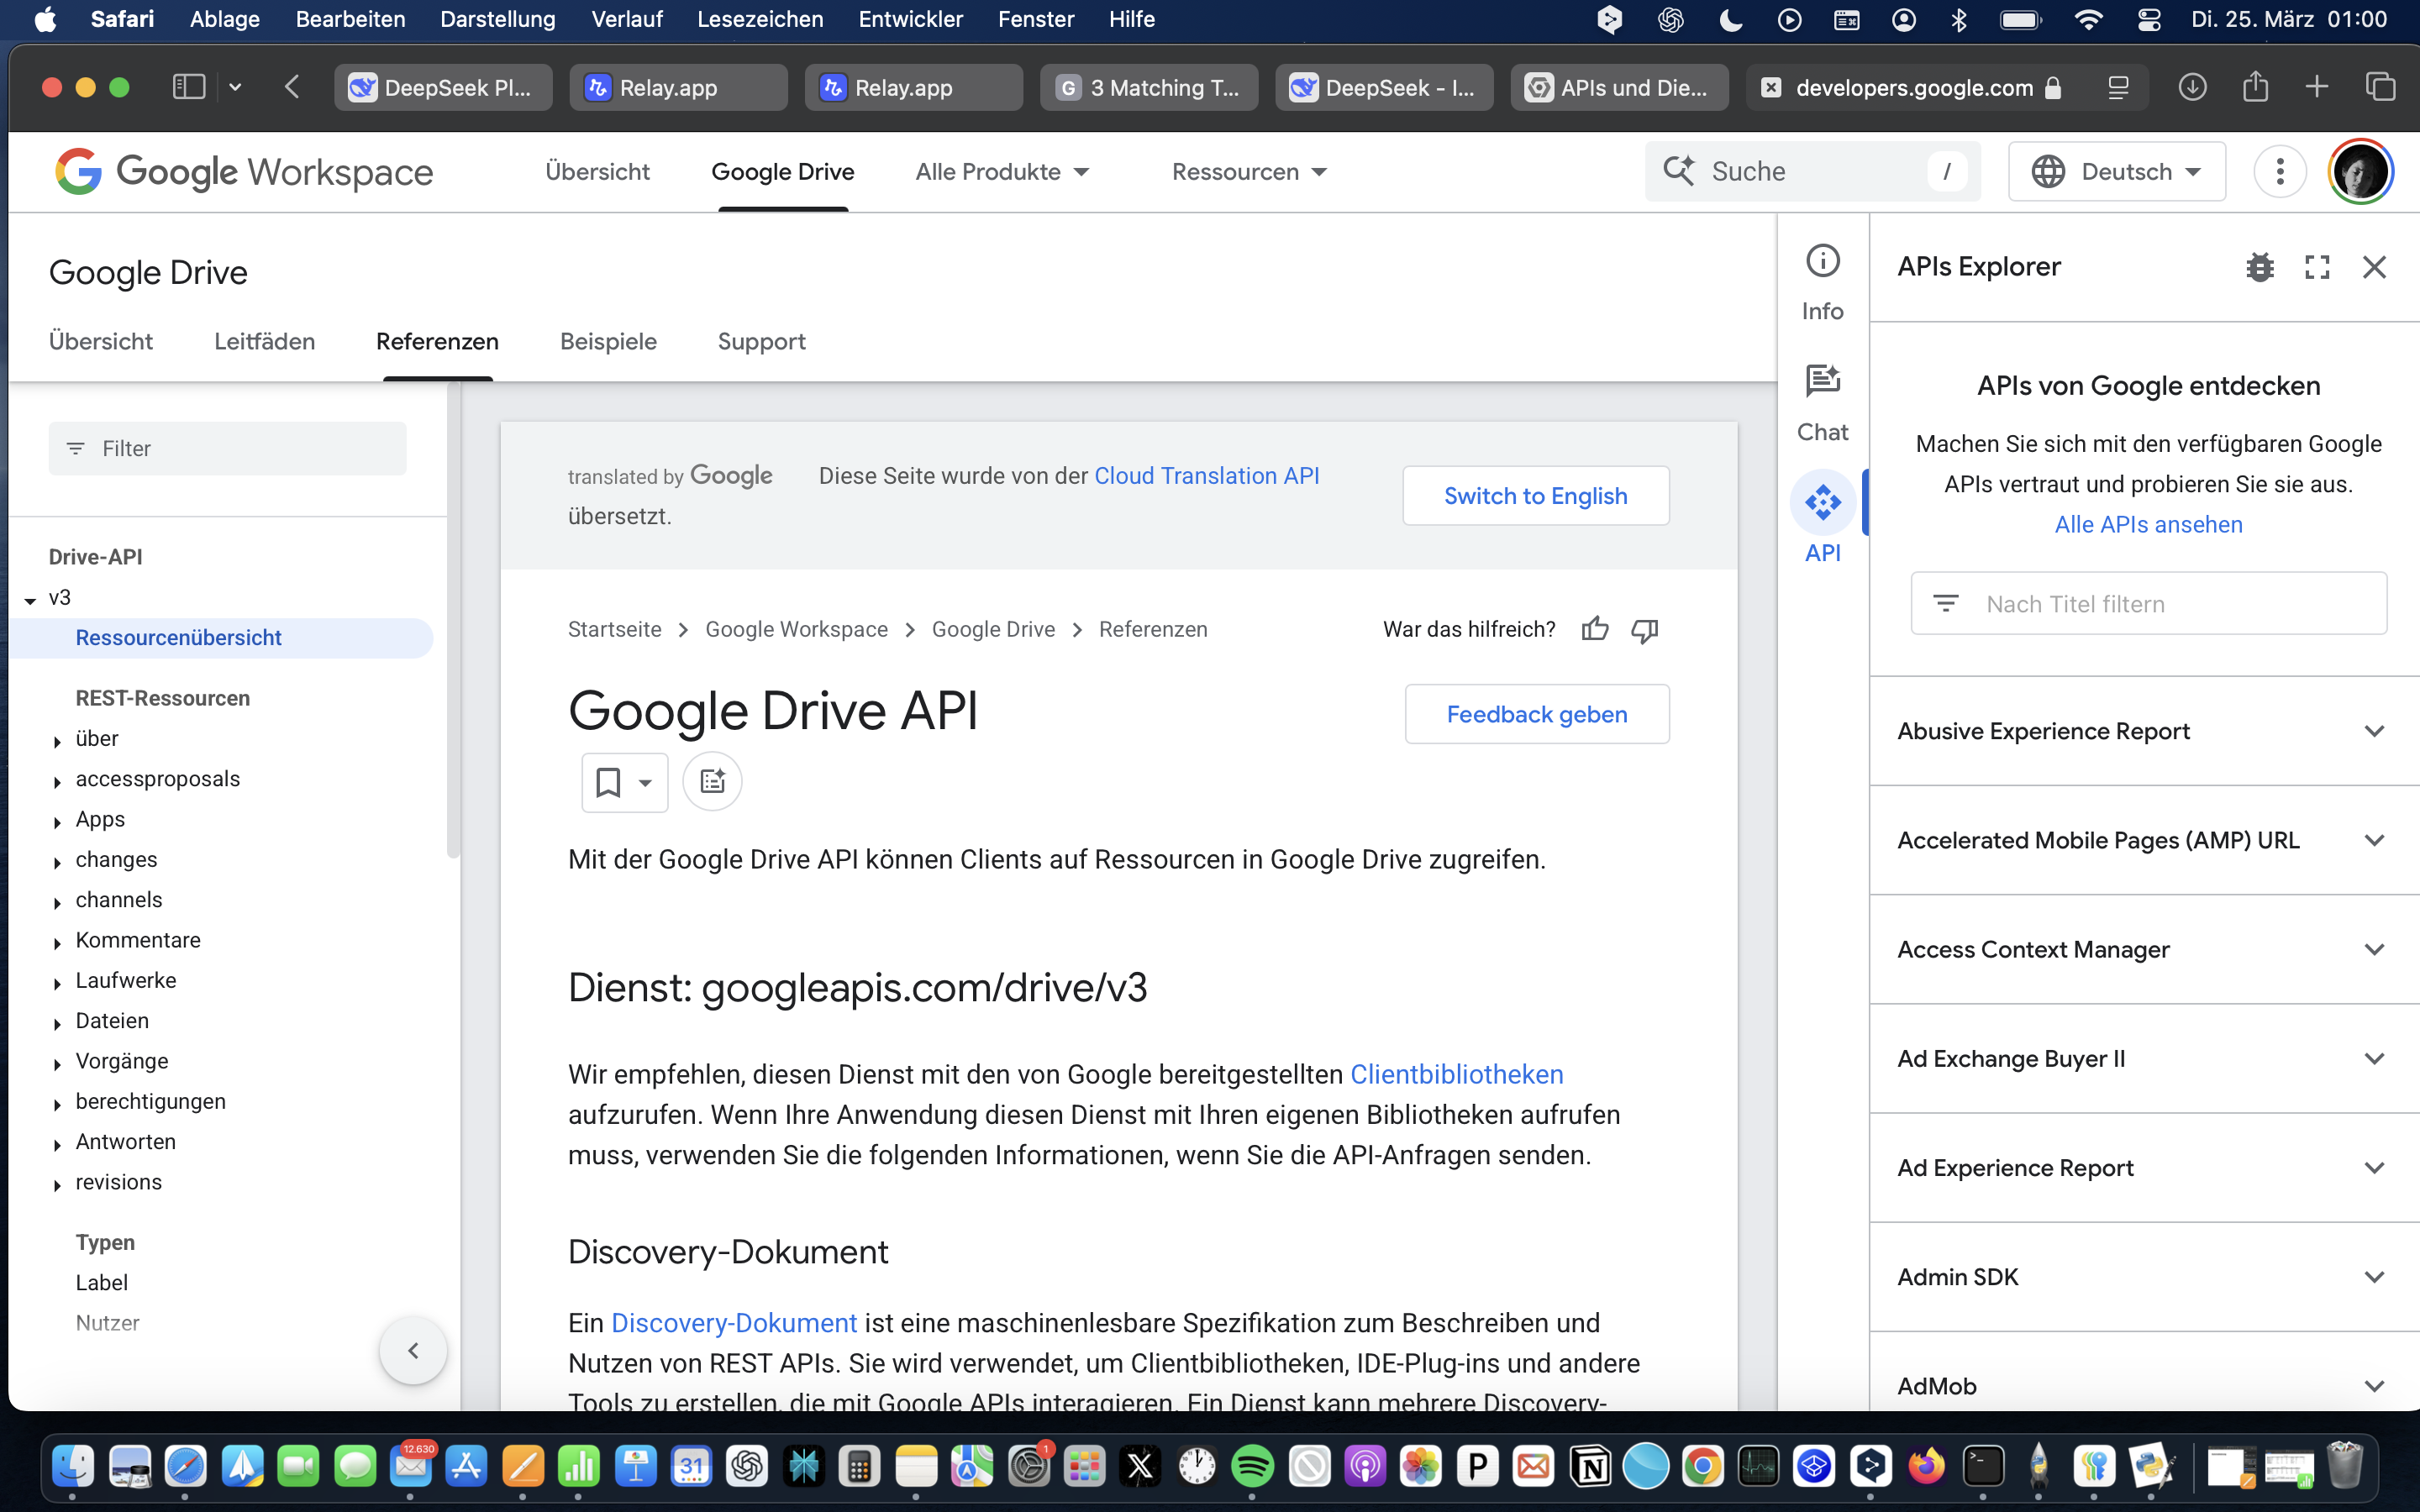 Safari Ablage Bearbeiten Darstellung Verlauf Lesezeichen Entwickler Fenster Hilfe Di. 25. März 01:00
DeepSeek Pl... Relay.app Relay.app G 3 Matching T... DeepSeek - I... APIs und Die... developers.google.com
Google Workspace Übersicht Google Drive Alle Produkte Ressourcen Suche / Deutsch
Google Drive
Übersicht Leitfäden Referenzen Beispiele Support
Filter
Drive-API
v3
Ressourcenübersicht
REST-Ressourcen
über
accessproposals
Apps
changes
channels
Kommentare
Laufwerke
Dateien
Vorgänge
berechtigungen
Antworten
revisions
Typen
Label
Nutzer
translated by Google Diese Seite wurde von der Cloud Translation API
übersetzt.
Switch to English
Startseite Google Workspace Google Drive Referenzen War das hilfreich?
Google Drive API
Feedback geben
Mit der Google Drive API können Clients auf Ressourcen in Google Drive zugreifen.
Dienst: googleapis.com/drive/v3
Wir empfehlen, diesen Dienst mit den von Google bereitgestellten Clientbibliotheken
aufzurufen. Wenn Ihre Anwendung diesen Dienst mit Ihren eigenen Bibliotheken aufrufen
muss, verwenden Sie die folgenden Informationen, wenn Sie die API-Anfragen senden.
Discovery-Dokument
Ein Discovery-Dokument ist eine maschinenlesbare Spezifikation zum Beschreiben und
Nutzen von REST APIs. Sie wird verwendet, um Clientbibliotheken, IDE-Plug-ins und andere
Tools zu erstellen, die mit Google APIs interagieren. Ein Dienst kann mehrere Discovery-
Info
Chat
API
APIs Explorer
APIs von Google entdecken
Machen Sie sich mit den verfügbaren Google
APIs vertraut und probieren Sie sie aus.
Alle APIs ansehen
Nach Titel filtern
Abusive Experience Report
Accelerated Mobile Pages (AMP) URL
Access Context Manager
Ad Exchange Buyer II
Ad Experience Report
Admin SDK
AdMob
12.630
31
1